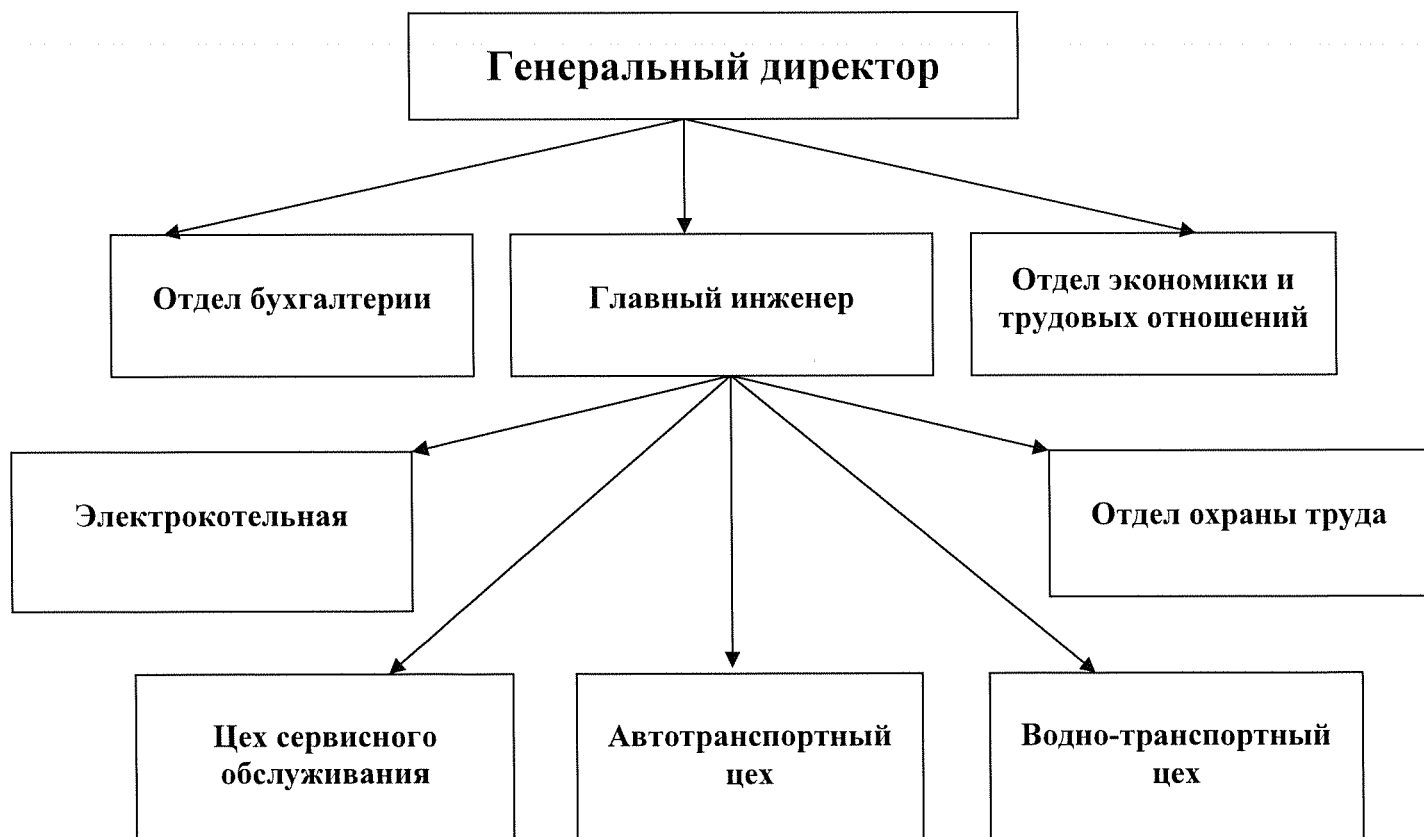 Генеральный директор
Отдел бухгалтерии
Главный инженер
Отдел экономики и
трудовых отношений
Электрокотельная
Отдел охраны труда
Цех сервисного
обслуживания
Автотранспортный
цех
Водно-транспортный
цех